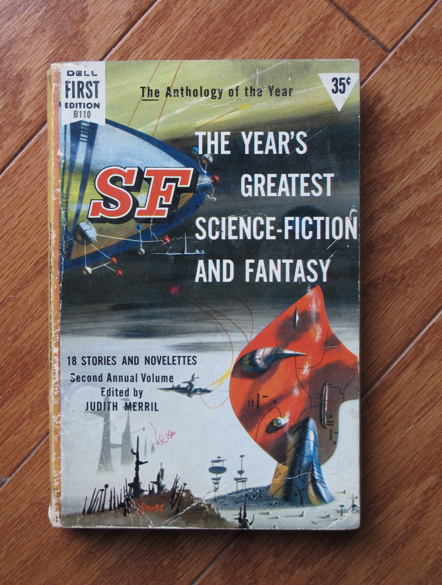 DELL
FIRST
EDITION
B110
The Anthology of the Year
35¢
SF
THE YEAR'S
GREATEST
SCIENCE-FICTION
AND FANTASY
18 STORIES AND NOVELETTES
Second Annual Volume
Edited by
JUDITH MERRIL
Powers